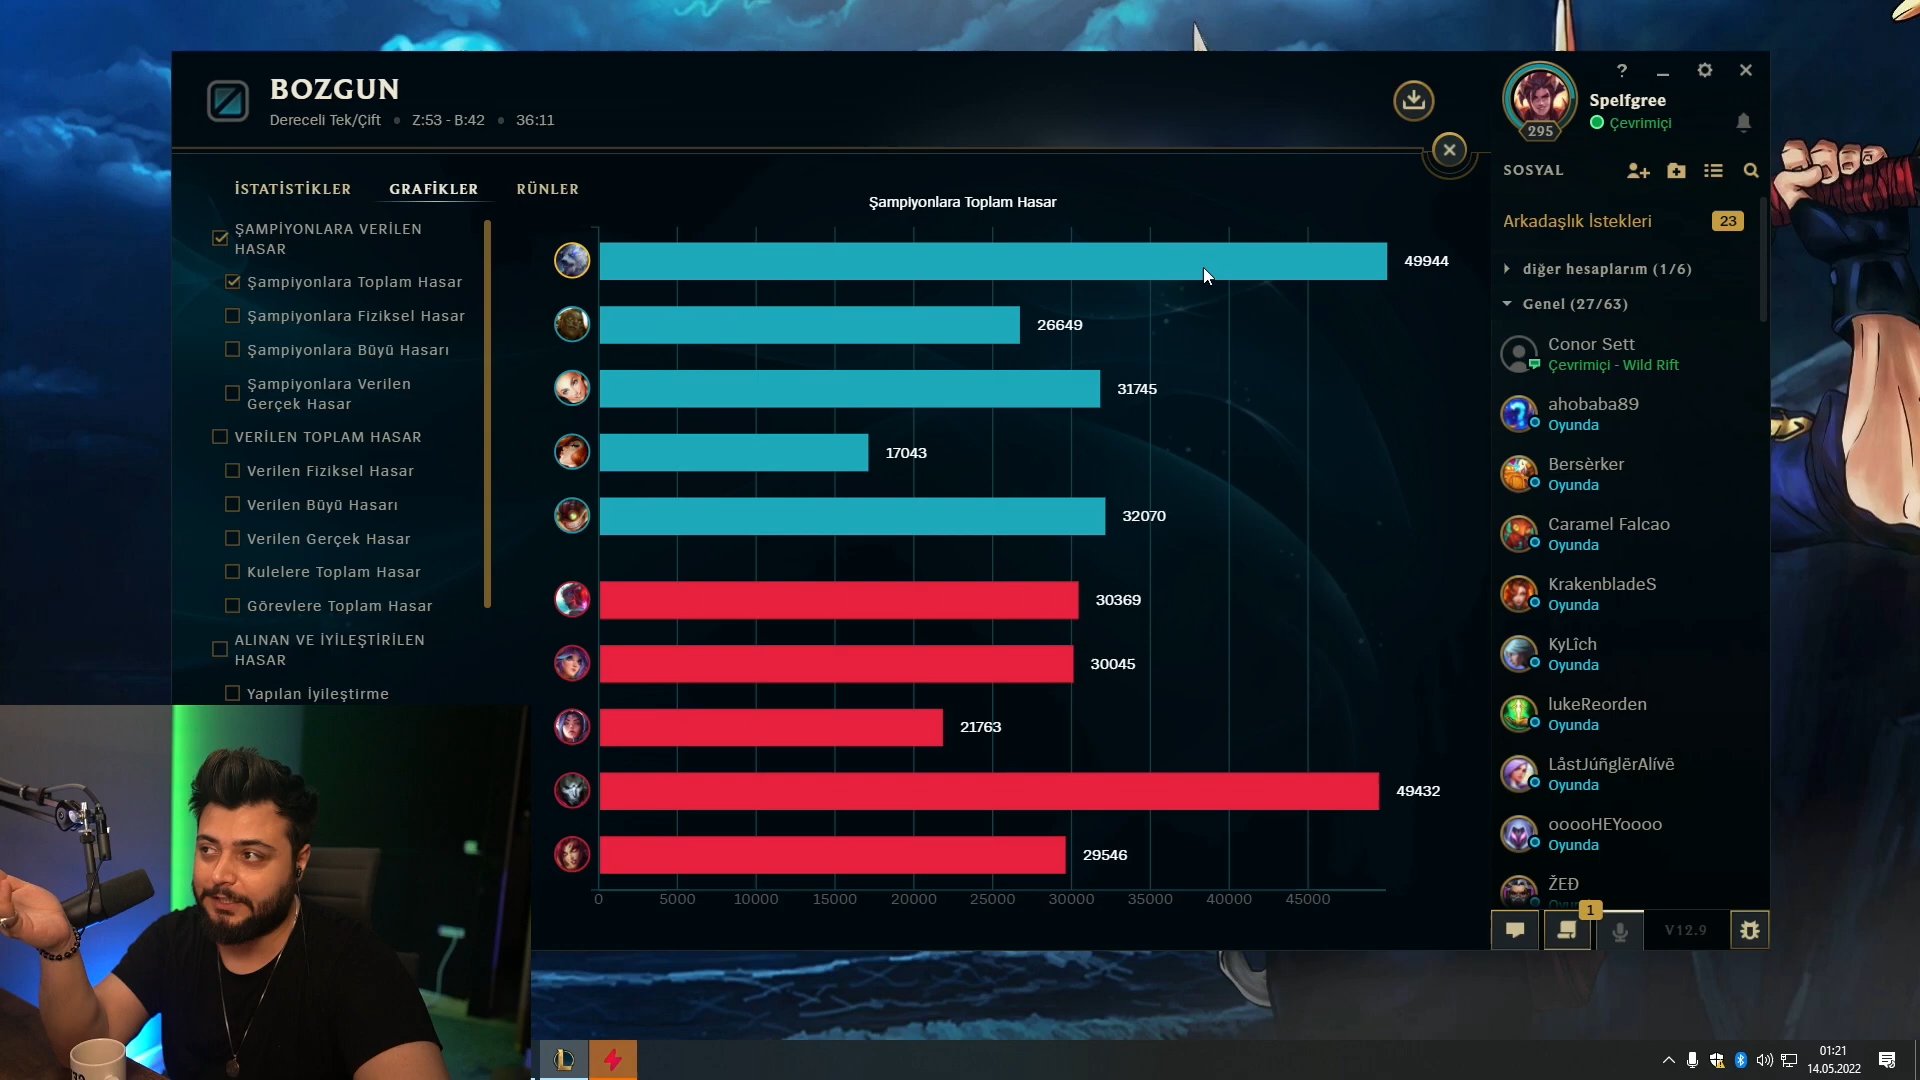 BOZGUN
Dereceli Tek/Çift • Z:53 - B:42 • 36:11
İSTATİSTİKLER GRAFİKLER RÜNLER
ŞAMPİYONLARA VERİLEN
HASAR
Şampiyonlara Toplam Hasar
Şampiyonlara Fiziksel Hasar
Şampiyonlara Büyü Hasarı
Şampiyonlara Verilen
Gerçek Hasar
VERİLEN TOPLAM HASAR
Verilen Fiziksel Hasar
Verilen Büyü Hasarı
Verilen Gerçek Hasar
Kulelere Toplam Hasar
Görevlere Toplam Hasar
ALINAN VE İYİLEŞTİRİLEN
HASAR
Yapılan İyileştirme
Şampiyonlara Toplam Hasar
49944
26649
31745
17043
32070
30369
30045
21763
49432
29546
0 5000 10000 15000 20000 25000 30000 35000 40000 45000
295
Spelfgree
Çevrimiçi
SOSYAL
Arkadaşlık İstekleri 23
diğer hesaplarım (1/6)
Genel (27/63)
Conor Sett
Çevrimiçi - Wild Rift
ahobaba89
Oyunda
Bersèrker
Oyunda
Caramel Falcao
Oyunda
KrakenbladeS
Oyunda
KyLîch
Oyunda
lukeReorden
Oyunda
LåstJúñglërAlívë
Oyunda
ooooHEYoooo
Oyunda
ŽEĐ
Oyunda
1
V12.9
01:21
14.05.2022